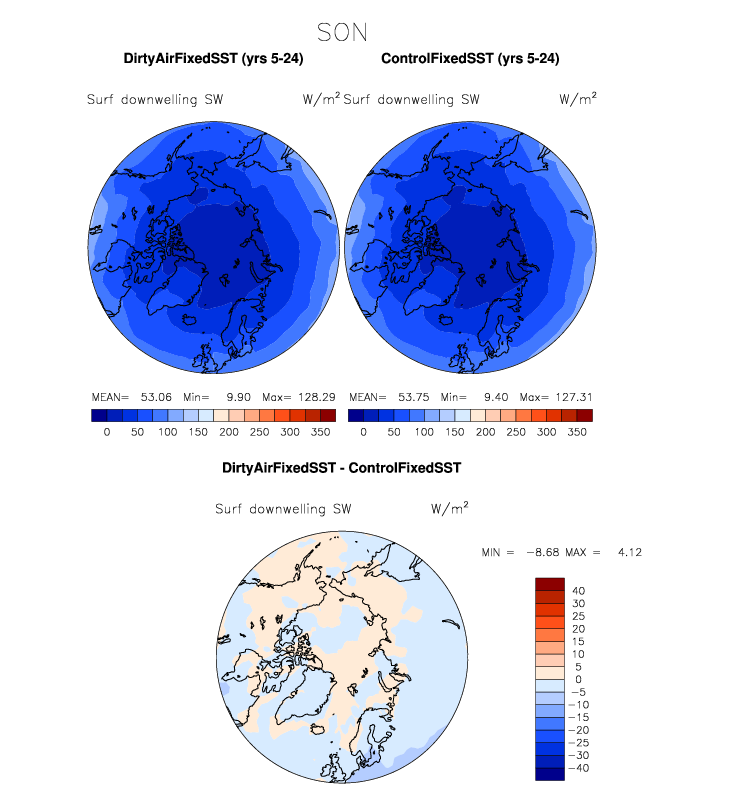 SON
DirtyAirFixedSST (yrs 5-24) ControlFixedSST (yrs 5-24)
Surf downwelling SW W/m² Surf downwelling SW W/m²
MEAN= 53.06 Min= 9.90 Max= 128.29 MEAN= 53.75 Min= 9.40 Max= 127.31
0 50 100 150 200 250 300 350 0 50 100 150 200 250 300 350
DirtyAirFixedSST - ControlFixedSST
Surf downwelling SW W/m²
MIN = −8.68 MAX = 4.12
40
30
25
20
15
10
5
0
−5
−10
−15
−20
−25
−30
−40